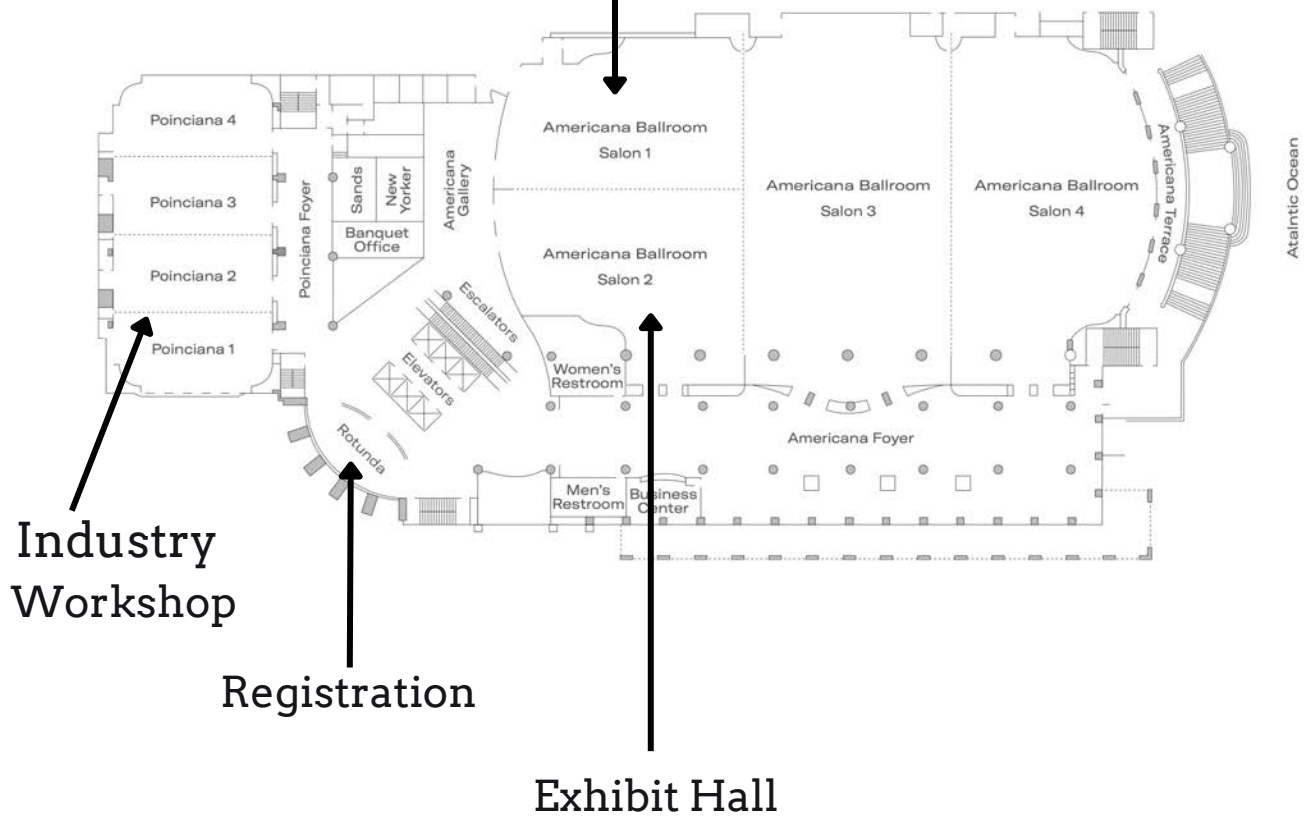 Poinciana 4
Poinciana 3
Poinciana 2
Poinciana 1
Poinciana Foyer
Sands
New
Yorker
Banquet
Office
Americana
Gallery
Escalators
Elevators
Rotunda
Americana Ballroom
Salon 1
Americana Ballroom
Salon 2
Americana Ballroom
Salon 3
Americana Ballroom
Salon 4
Americana Terrace
Atalntic Ocean
Women's
Restroom
Americana Foyer
Men's
Restroom
Business
Center
Industry
Workshop
Registration
Exhibit Hall